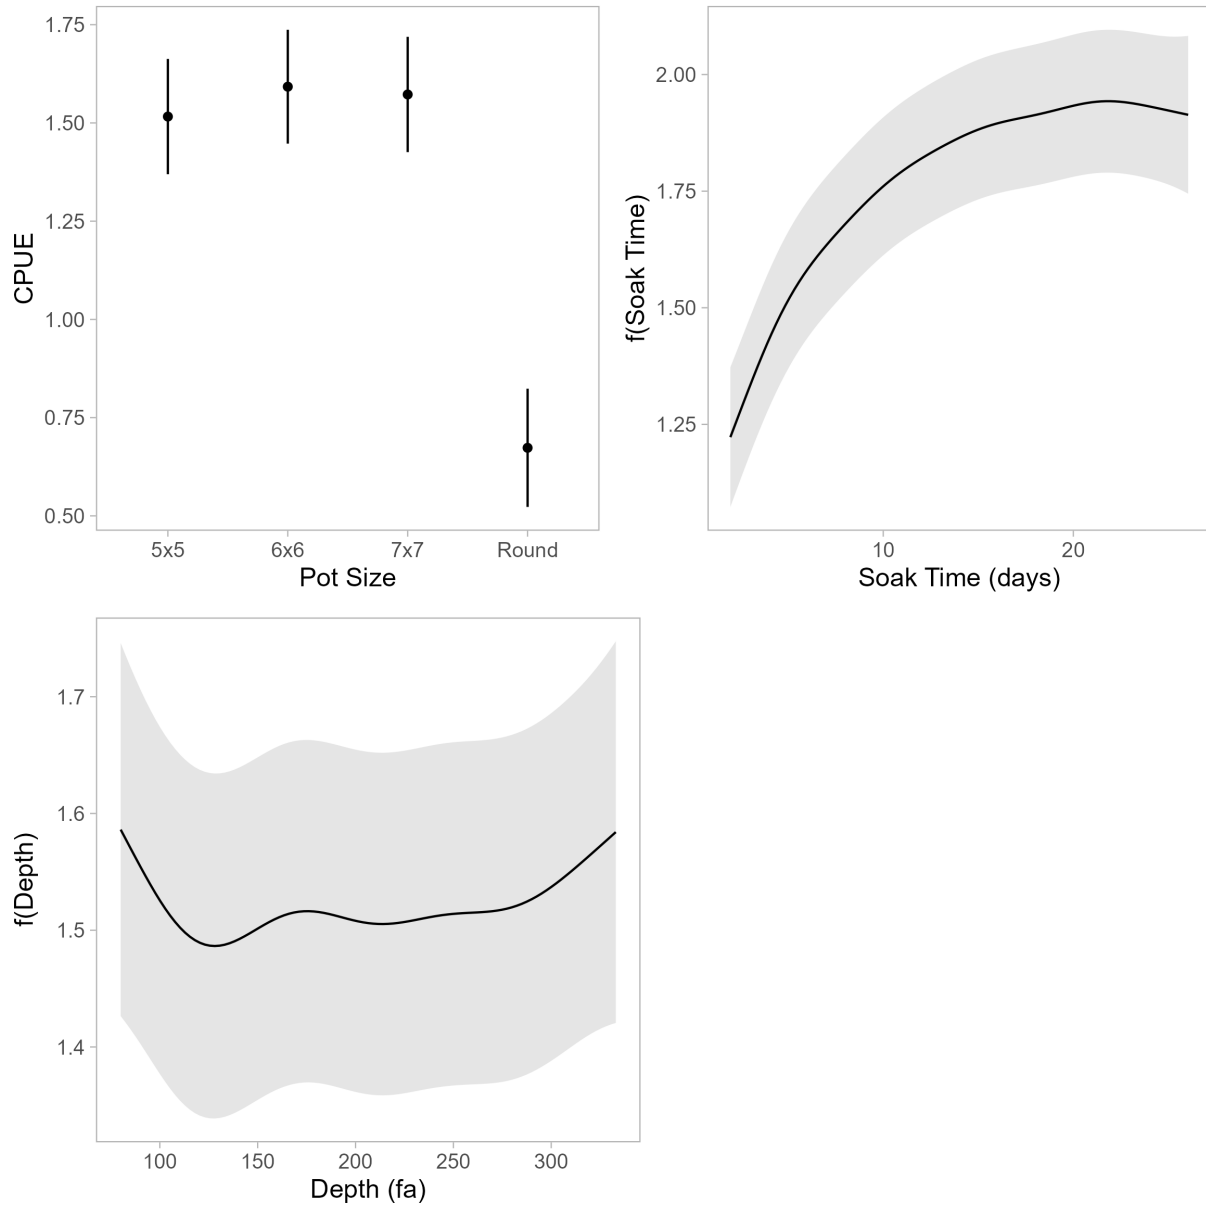 1.75
1.50
1.25
1.00
0.75
0.50
CPUE
5x5 6x6 7x7 Round
Pot Size
2.00
1.75
1.50
1.25
f(Soak Time)
10 20
Soak Time (days)
1.7
1.6
1.5
1.4
f(Depth)
100 150 200 250 300
Depth (fa)